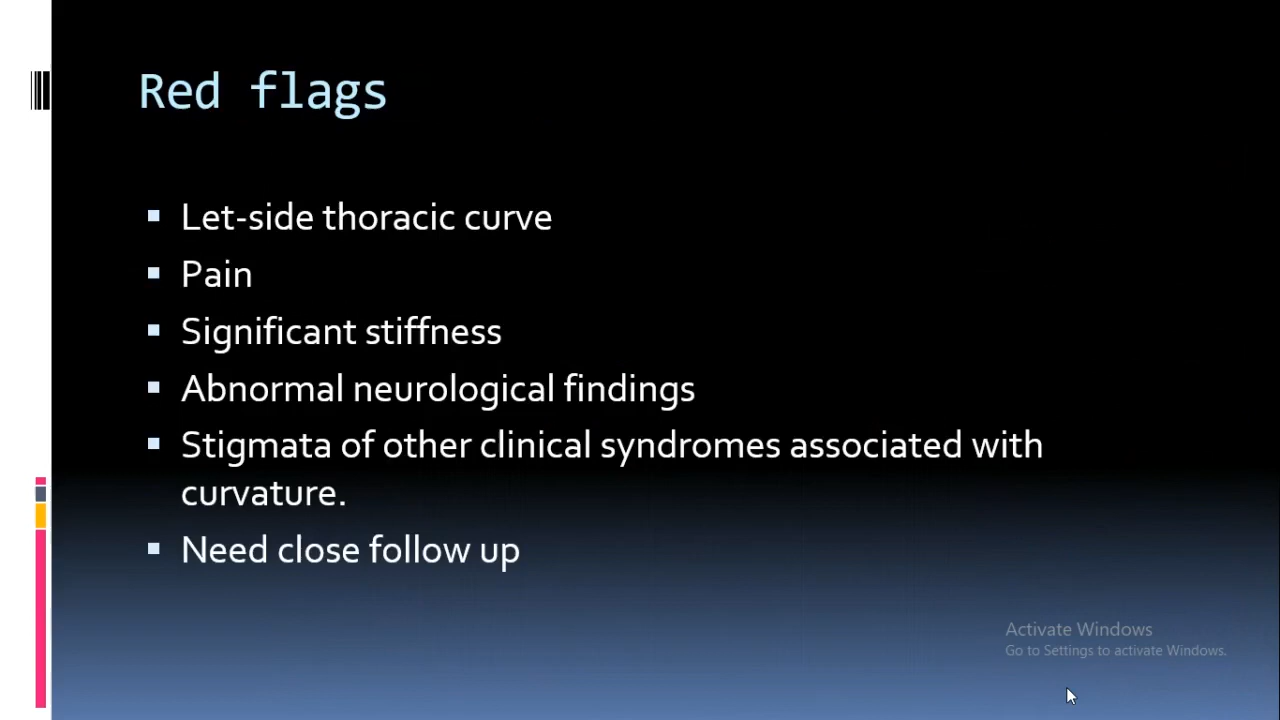 Red flags
Let-side thoracic curve
Pain
Significant stiffness
Abnormal neurological findings
Stigmata of other clinical syndromes associated with
curvature.
Need close follow up
Activate Windows
Go to Settings to activate Windows.